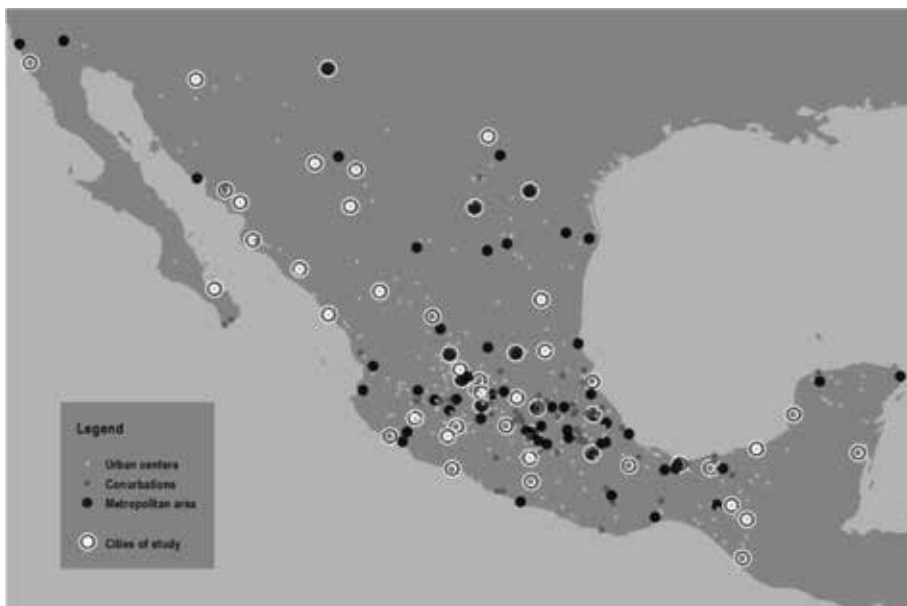 Legend
Urban centers
Conurbations
Metropolitan area
Cities of study